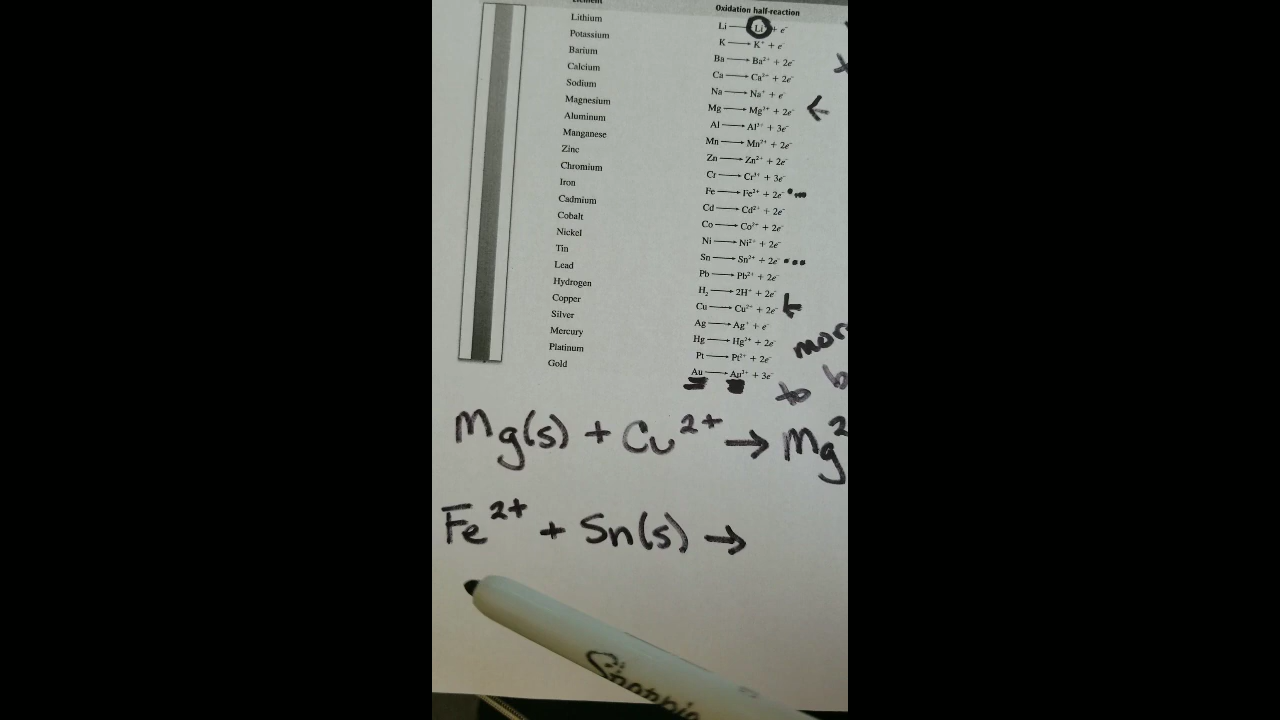 Element Oxidation half-reaction
Lithium Li → Li⁺ + e⁻
Potassium K → K⁺ + e⁻
Barium Ba → Ba²⁺ + 2e⁻
Calcium Ca → Ca²⁺ + 2e⁻
Sodium Na → Na⁺ + e⁻
Magnesium Mg → Mg²⁺ + 2e⁻ ←
Aluminum Al → Al³⁺ + 3e⁻
Manganese Mn → Mn²⁺ + 2e⁻
Zinc Zn → Zn²⁺ + 2e⁻
Chromium Cr → Cr³⁺ + 3e⁻
Iron Fe → Fe²⁺ + 2e⁻
Cadmium Cd → Cd²⁺ + 2e⁻
Cobalt Co → Co²⁺ + 2e⁻
Nickel Ni → Ni²⁺ + 2e⁻
Tin Sn → Sn²⁺ + 2e⁻
Lead Pb → Pb²⁺ + 2e⁻
Hydrogen H₂ → 2H⁺ + 2e⁻
Copper Cu → Cu²⁺ + 2e⁻ ←
Silver Ag → Ag⁺ + e⁻
Mercury Hg → Hg²⁺ + 2e⁻
Platinum Pt → Pt²⁺ + 2e⁻
Gold Au → Au³⁺ + 3e⁻
to
Mg(s) + Cu²⁺ → Mg²
Fe²⁺ + Sn(s) →
Sharpie